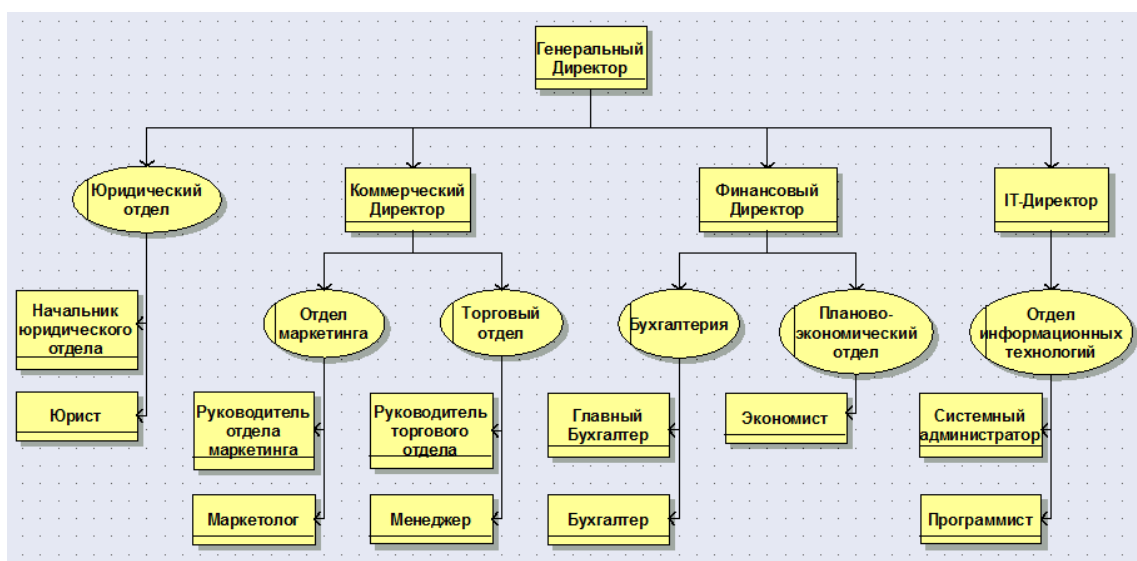 Генеральный
Директор
Юридический
отдел
Коммерческий
Директор
Финансовый
Директор
IT-Директор
Начальник
юридического
отдела
Юрист
Отдел
маркетинга
Торговый
отдел
Бухгалтерия
Планово-
экономический
отдел
Отдел
информационных
технологий
Руководитель
отдела
маркетинга
Маркетолог
Руководитель
торгового
отдела
Менеджер
Главный
Бухгалтер
Бухгалтер
Экономист
Системный
администратор
Программист